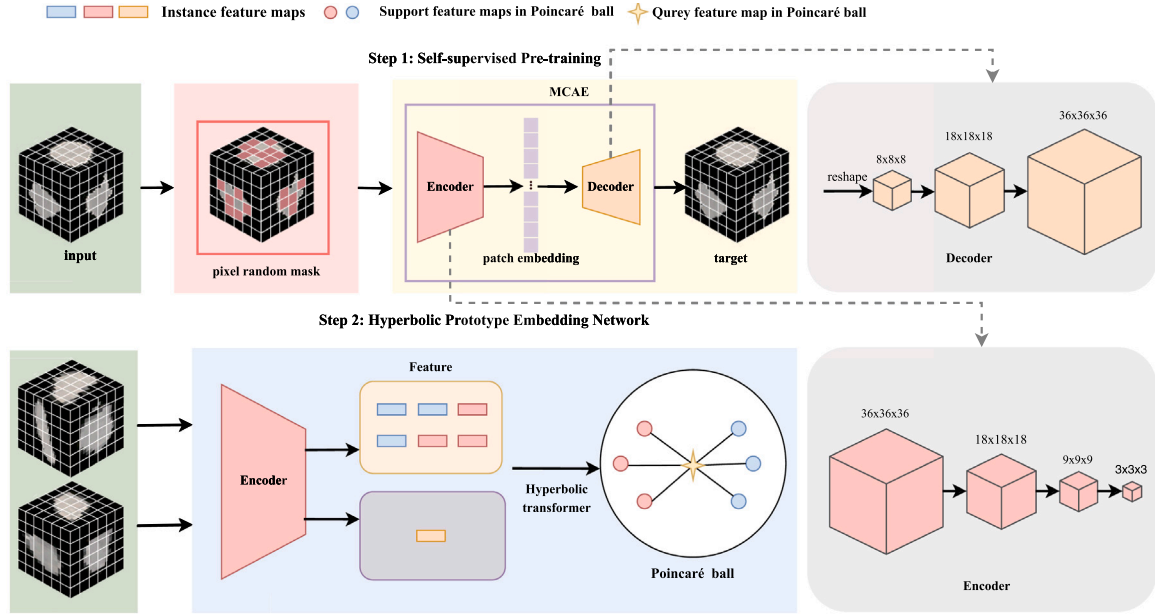 Instance feature maps
Support feature maps in Poincaré ball
Qurey feature map in Poincaré ball
Step 1: Self-supervised Pre-training
MCAE
input
pixel random mask
Encoder
Decoder
patch embedding
target
reshape
8x8x8
18x18x18
36x36x36
Decoder
Step 2: Hyperbolic Prototype Embedding Network
Encoder
Feature
Hyperbolic
transformer
Poincaré ball
36x36x36
18x18x18
9x9x9
3x3x3
Encoder